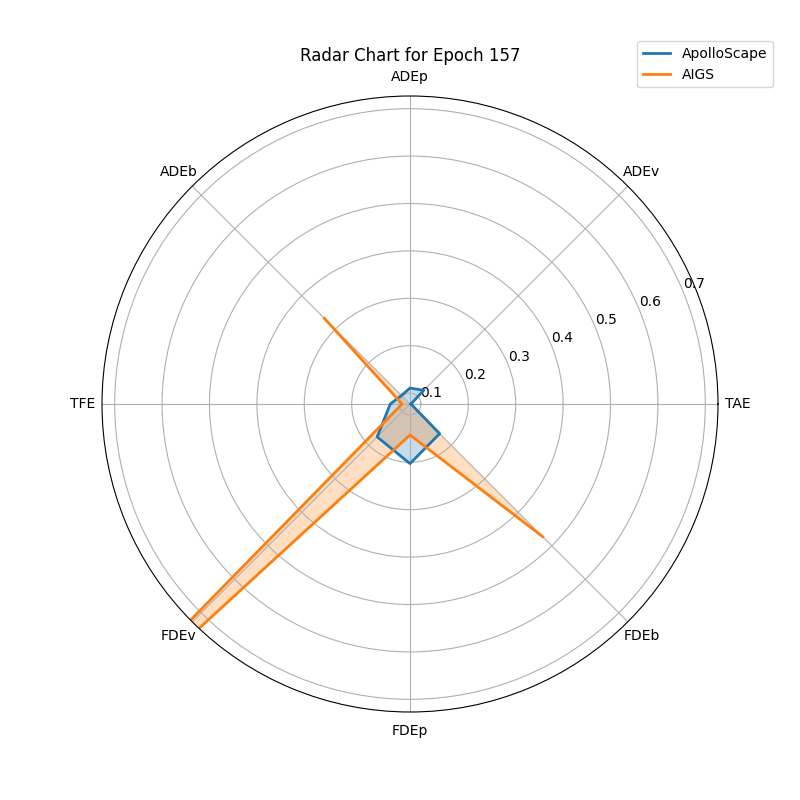 Radar Chart for Epoch 157
ApolloScape
AIGS
ADEp
ADEb
ADEv
0.7
0.6
0.5
0.4
0.3
0.2
0.1
TFE
TAE
FDEv
FDEb
FDEp